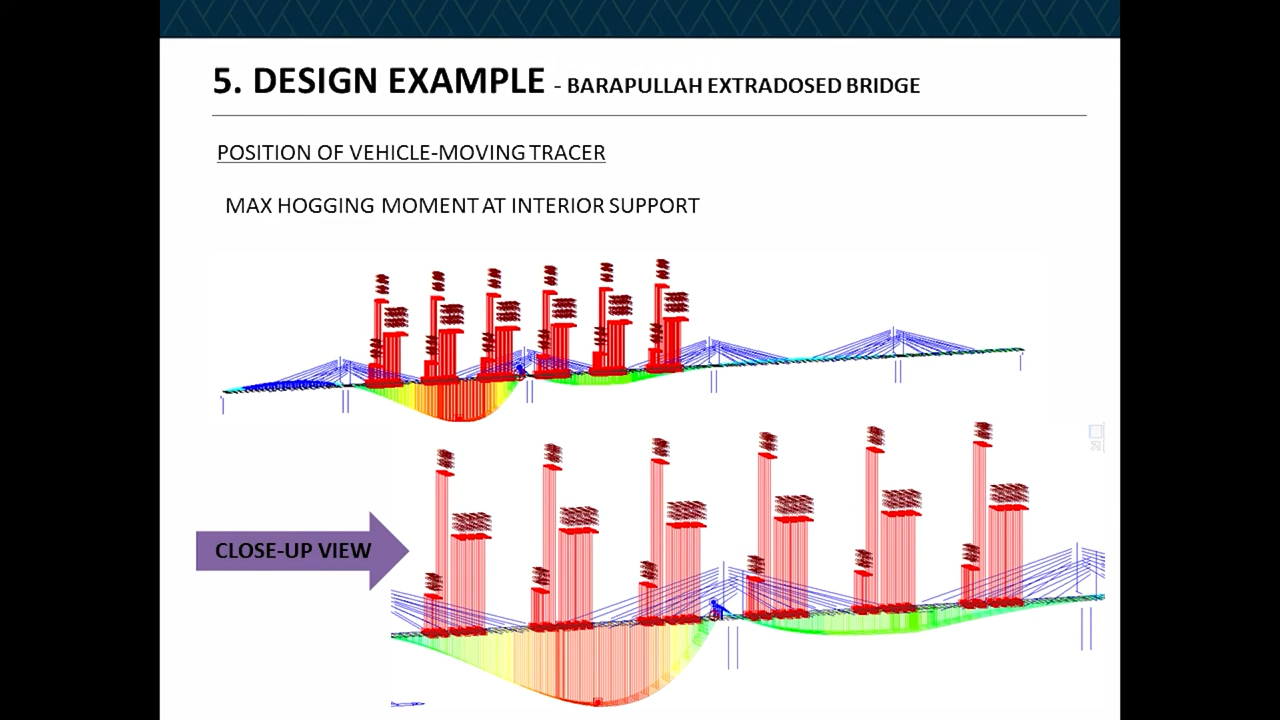 5. DESIGN EXAMPLE - BARAPULLAH EXTRADOSED BRIDGE
POSITION OF VEHICLE-MOVING TRACER
MAX HOGGING MOMENT AT INTERIOR SUPPORT
CLOSE-UP VIEW